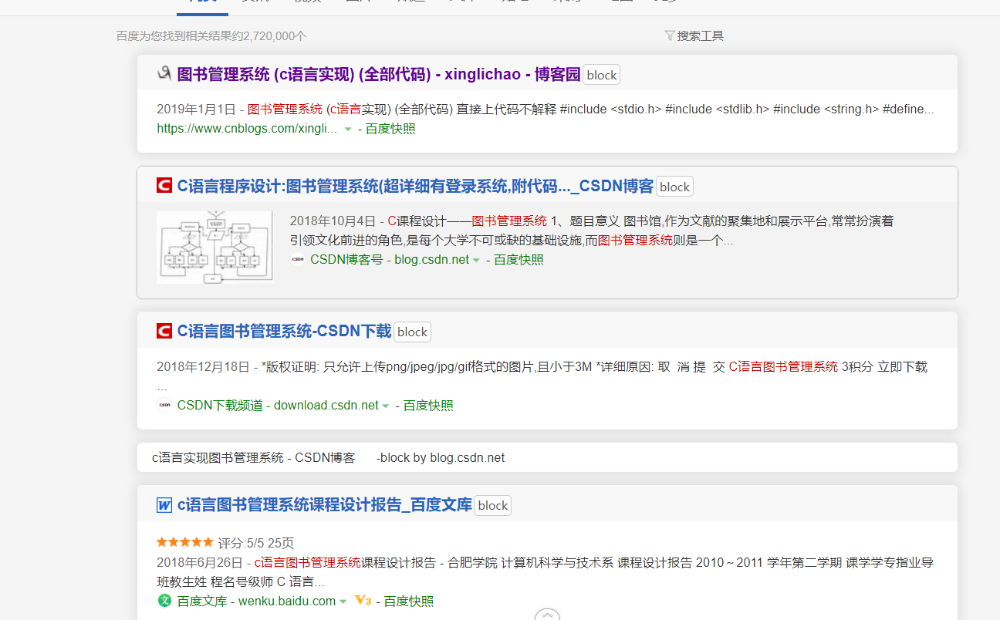 百度为您找到相关结果约2,720,000个 搜索工具
图书管理系统 (c语言实现) (全部代码) - xinglichao - 博客园 block
2019年1月1日 - 图书管理系统 (c语言实现) (全部代码) 直接上代码不解释 #include <stdio.h> #include <stdlib.h> #include <string.h> #define...
https://www.cnblogs.com/xingli... - 百度快照
C语言程序设计:图书管理系统(超详细有登录系统,附代码..._CSDN博客 block
2018年10月4日 - C课程设计——图书管理系统 1、题目意义 图书馆,作为文献的聚集地和展示平台,常常扮演着
引领文化前进的角色,是每个大学不可或缺的基础设施,而图书管理系统则是一个...
CSDN CSDN博客号 - blog.csdn.net - 百度快照
C语言图书管理系统-CSDN下载 block
2018年12月18日 - *版权证明: 只允许上传png/jpeg/jpg/gif格式的图片,且小于3M *详细原因: 取 消 提 交 C语言图书管理系统 3积分 立即下载
...
CSDN CSDN下载频道 - download.csdn.net - 百度快照
c语言实现图书管理系统 - CSDN博客 -block by blog.csdn.net
W c语言图书管理系统课程设计报告_百度文库 block
评分:5/5 25页
2018年6月26日 - c语言图书管理系统课程设计报告 - 合肥学院 计算机科学与技术系 课程设计报告 2010～2011 学年第二学期 课学学专指业导
班教生姓 程名号级师 C 语言...
文 百度文库 - wenku.baidu.com V3 - 百度快照